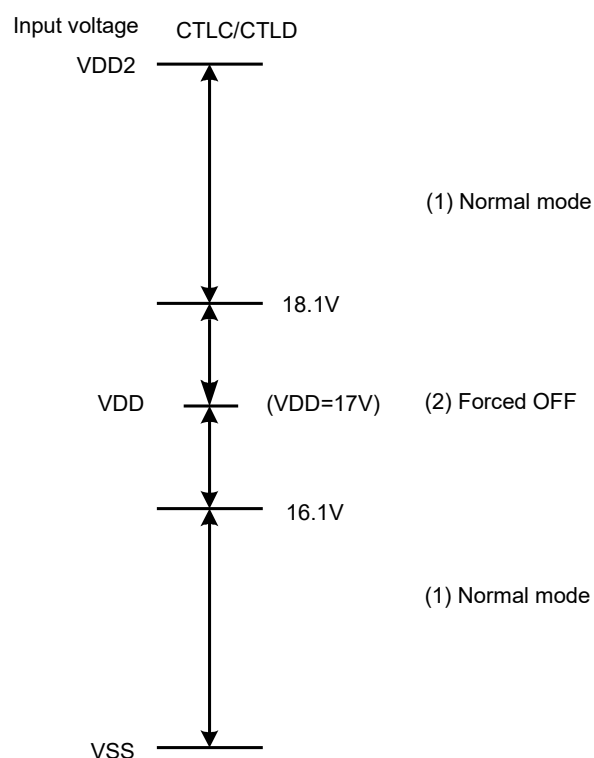 Input voltage CTLC/CTLD
VDD2
(1) Normal mode
18.1V
VDD (VDD=17V) (2) Forced OFF
16.1V
(1) Normal mode
VSS